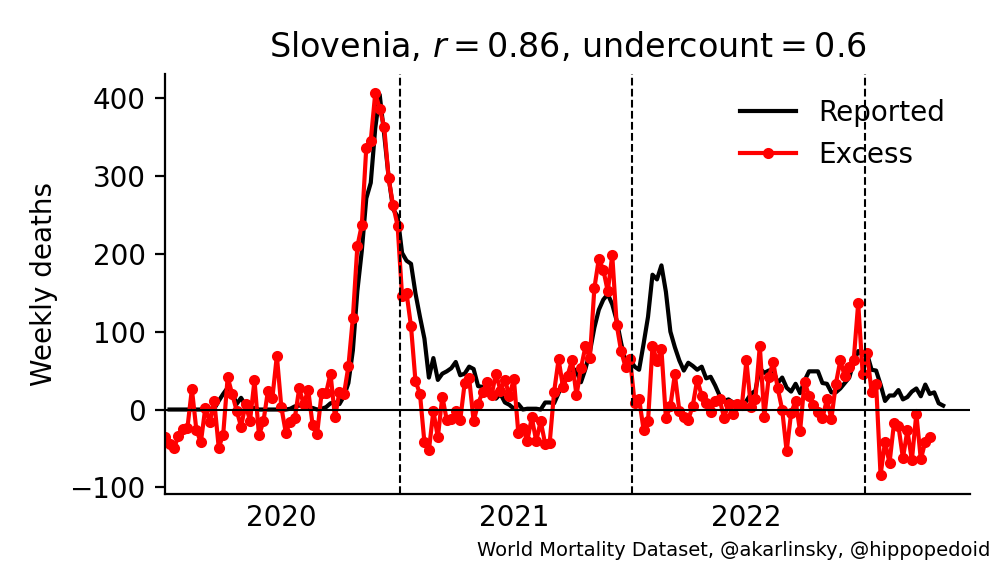 Slovenia, r = 0.86, undercount = 0.6
Weekly deaths
400
300
200
100
0
−100
Reported
Excess
2020 2021 2022
World Mortality Dataset, @akarlinsky, @hippopedoid